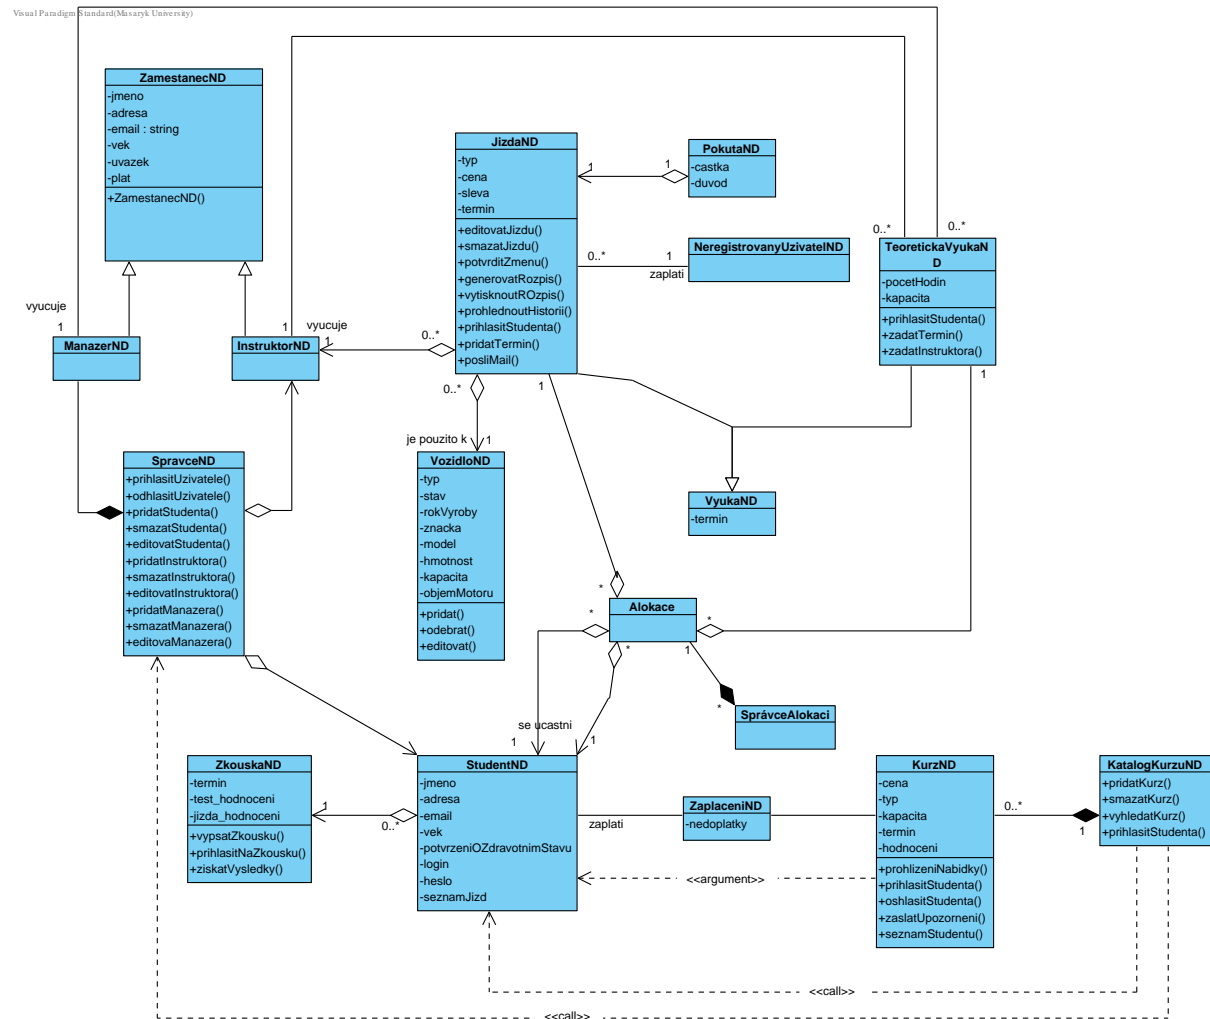 Visual Paradigm Standard(Masaryk University)
ZamestanecND
-jmeno
-adresa
-email : string
-vek
-uvazek
-plat
+ZamestanecND()
JizdaND
-typ
-cena
-sleva
-termin
+editovatJizdu()
+smazatJizdu()
+potvrditZmenu()
+generovatRozpis()
+vytisknoutROzpis()
+prohlednoutHistorii()
+prihlasitStudenta()
+pridatTermin()
+posliMail()
1
1
PokutaND
-castka
-duvod
0..*
1
zaplati
NeregistrovanyUzivatelND
0..*
0..*
TeoretickaVyukaN
D
-pocetHodin
-kapacita
+prihlasitStudenta()
+zadatTermin()
+zadatInstruktora()
1
vyucuje
1
ManazerND
1
vyucuje
1
InstruktorND
0..*
0..*
1
je pouzito k
1
SpravceND
+prihlasitUzivatele()
+odhlasitUzivatele()
+pridatStudenta()
+smazatStudenta()
+editovatStudenta()
+pridatInstruktora()
+smazatInstruktora()
+editovatInstruktora()
+pridatManazera()
+smazatManazera()
+editovaManazera()
VozidloND
-typ
-stav
-rokVyroby
-znacka
-model
-hmotnost
-kapacita
-objemMotoru
+pridat()
+odebrat()
+editovat()
VyukaND
-termin
*
*
Alokace
*
*
1
*
SprávceAlokaci
se ucastni
1
1
ZkouskaND
-termin
-test_hodnoceni
-jizda_hodnoceni
+vypsatZkousku()
+prihlasitNaZkousku()
+ziskatVysledky()
1
0..*
StudentND
-jmeno
-adresa
-email
-vek
-potvrzeniOZdravotnimStavu
-login
-heslo
-seznamJizd
zaplati
ZaplaceniND
-nedoplatky
KurzND
-cena
-typ
-kapacita
-termin
-hodnoceni
+prohlizeniNabidky()
+prihlasitStudenta()
+oshlasitStudenta()
+zaslatUpozorneni()
+seznamStudentu()
0..*
1
KatalogKurzuND
+pridatKurz()
+smazatKurz()
+vyhledatKurz()
+prihlasitStudenta()
<<argument>>
<<call>>
<<call>>